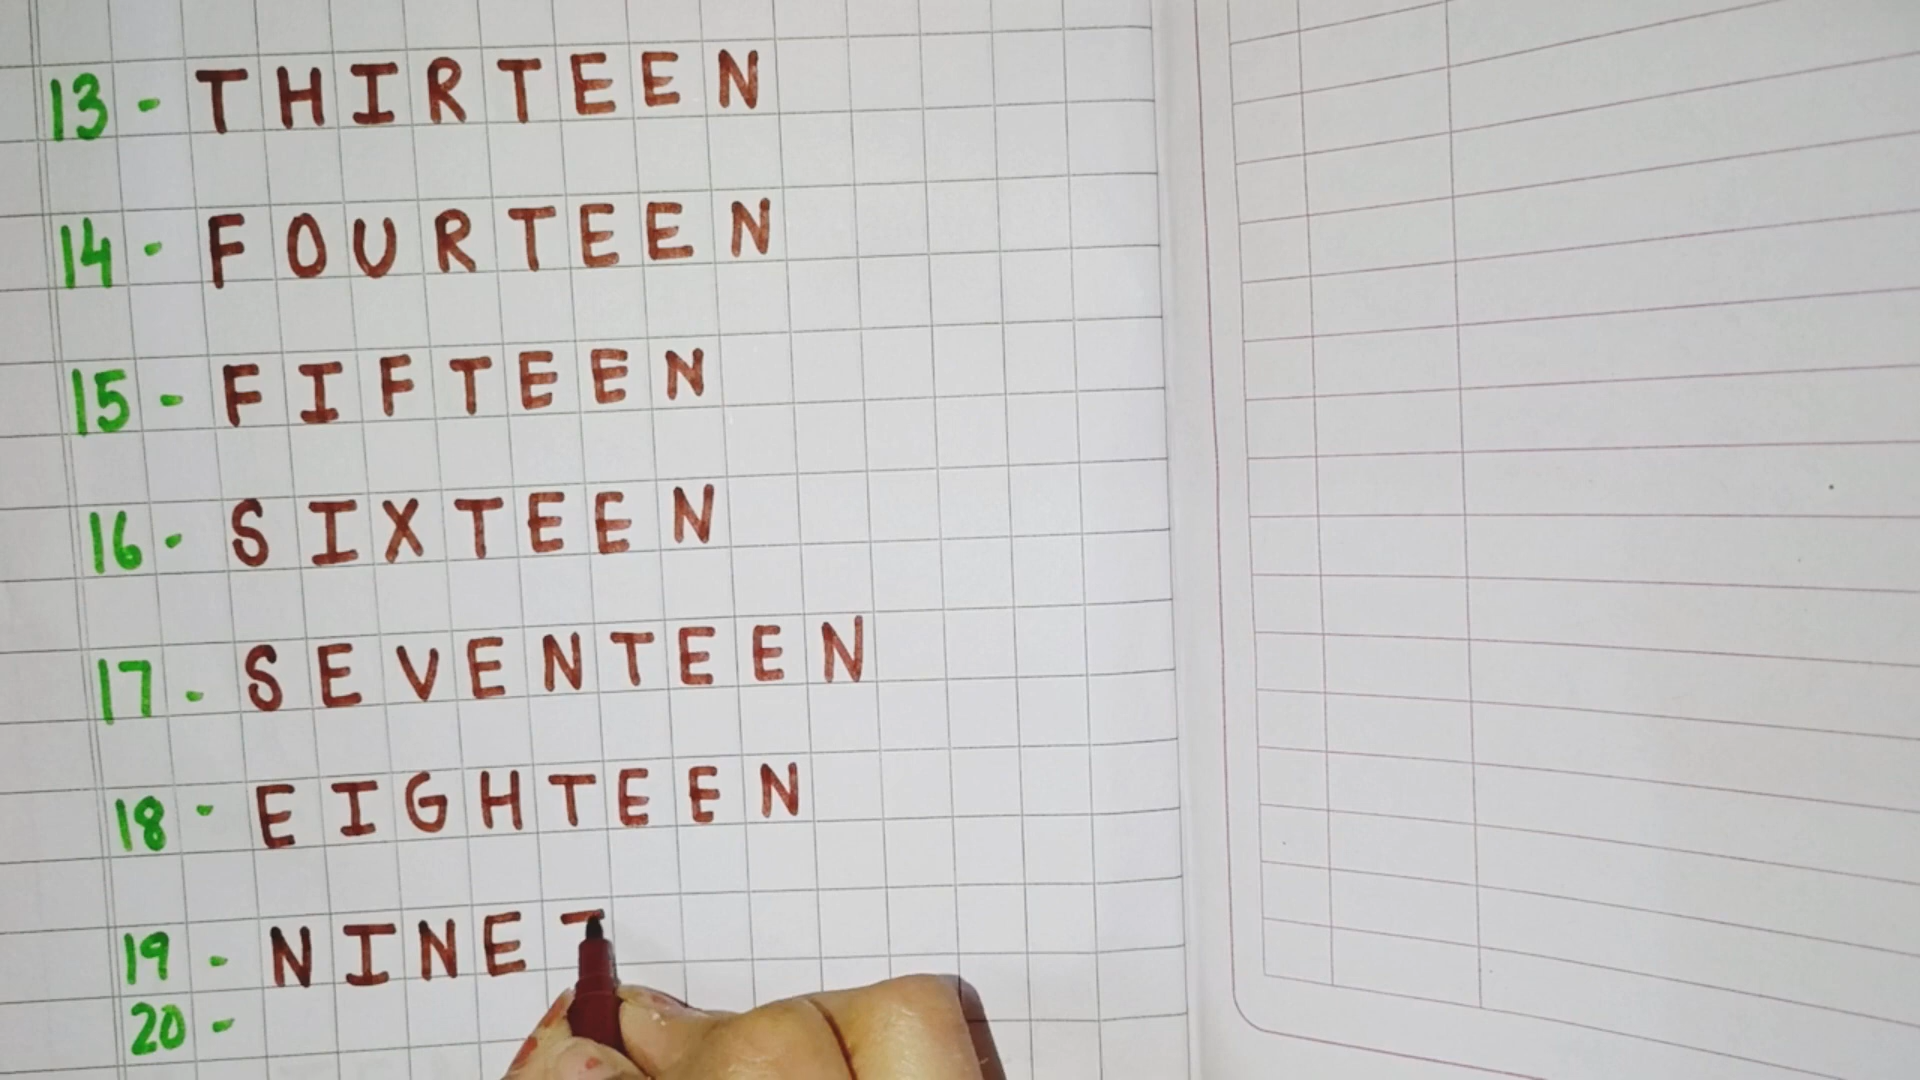 13 - THIRTEEN
14 - FOURTEEN
15 - FIFTEEN
16 - SIXTEEN
17 - SEVENTEEN
18 - EIGHTEEN
19 - NINET
20 -